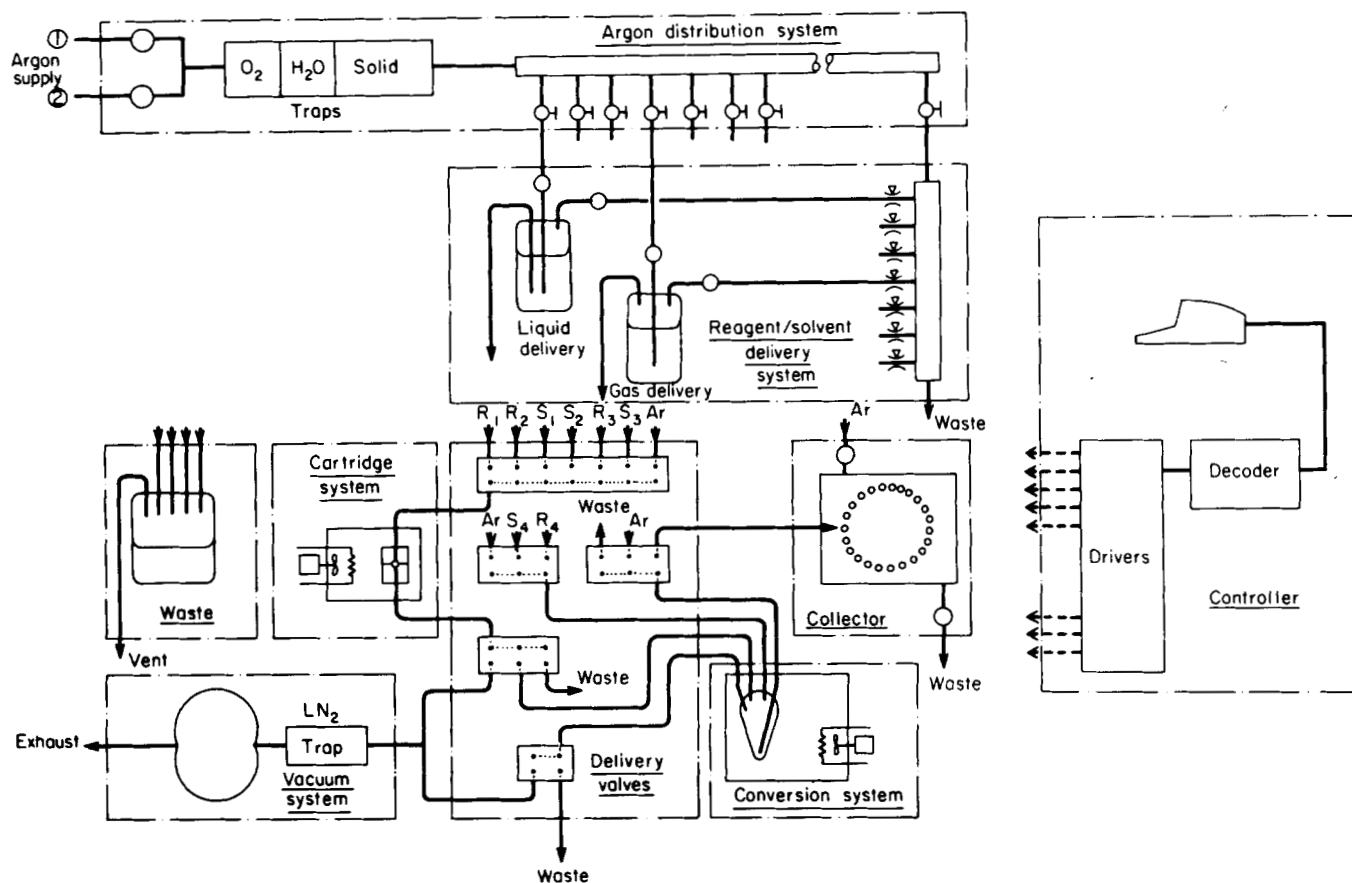 Argon distribution system
1
Argon
supply
2
O₂ H₂O Solid
Traps
Liquid
delivery
Gas delivery
Reagent/solvent
delivery
system
Waste
R₁ R₂ S₁ S₂ R₃ S₃ Ar
Ar
Cartridge
system
Waste
Ar S₄ R₄
Ar
Waste
Vent
Collector
Waste
Waste
Decoder
Drivers
Controller
Exhaust
LN₂
Trap
Vacuum
system
Delivery
valves
Conversion system
Waste